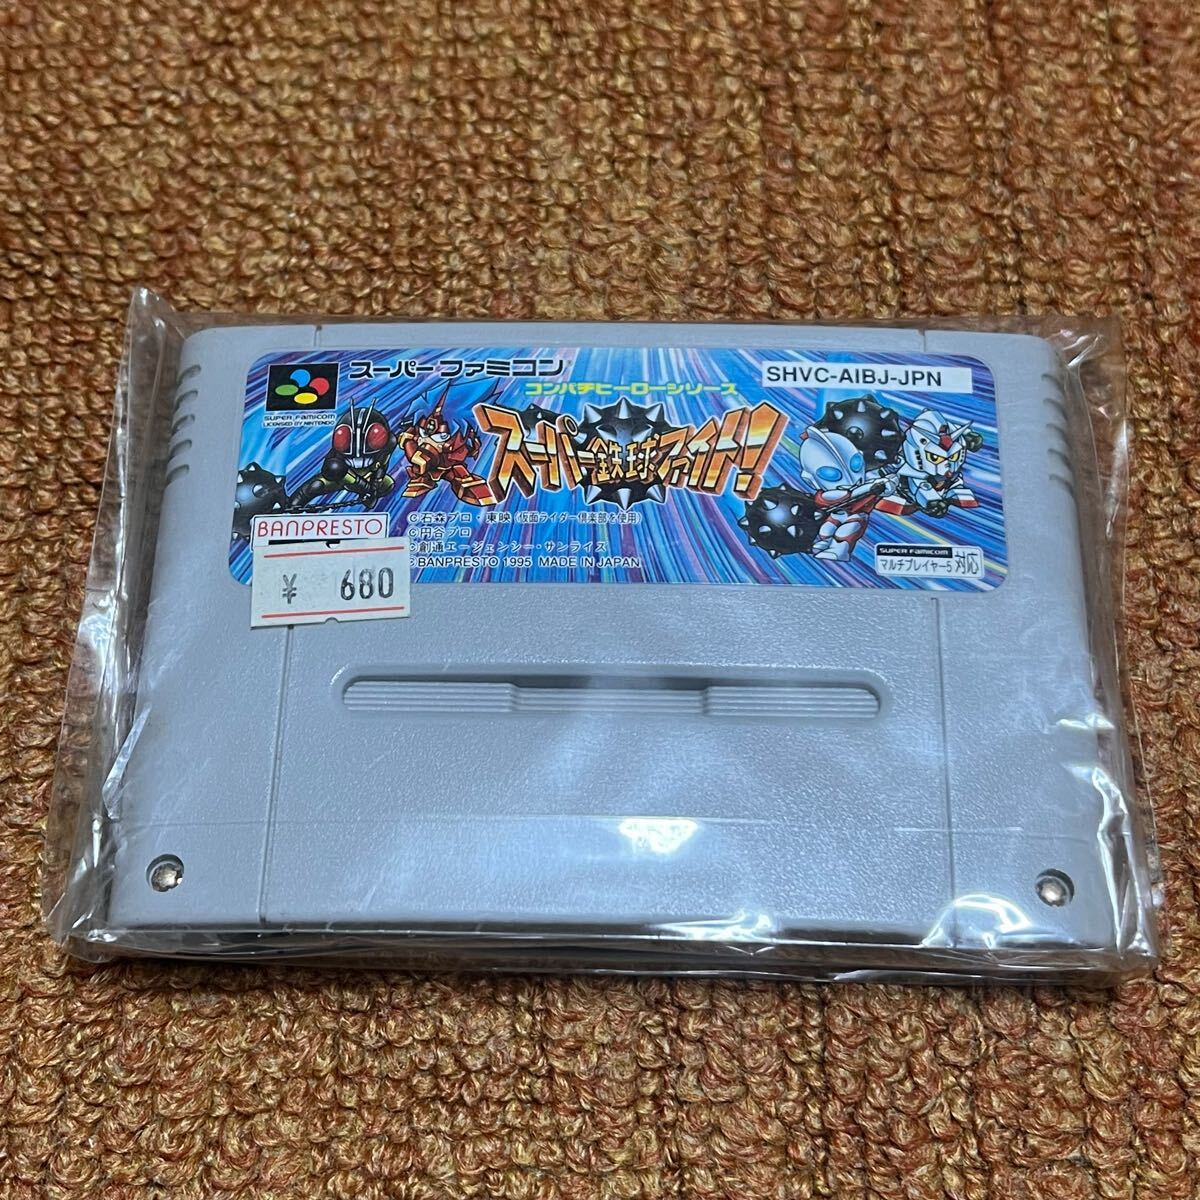 スーパーファミコン
コンパチヒーローシリーズ
SHVC-AIBJ-JPN
SUPER FAMICOM
LICENSED BY NINTENDO
スーパー鉄球ファイト!
BANPRESTO
©石森プロ・東映(仮面ライダー倶楽部を使用)
©円谷プロ
©創通エージェンシー・サンライズ
©BANPRESTO 1995 MADE IN JAPAN
SUPER FAMICOM
マルチプレイヤー5対応
¥ 680